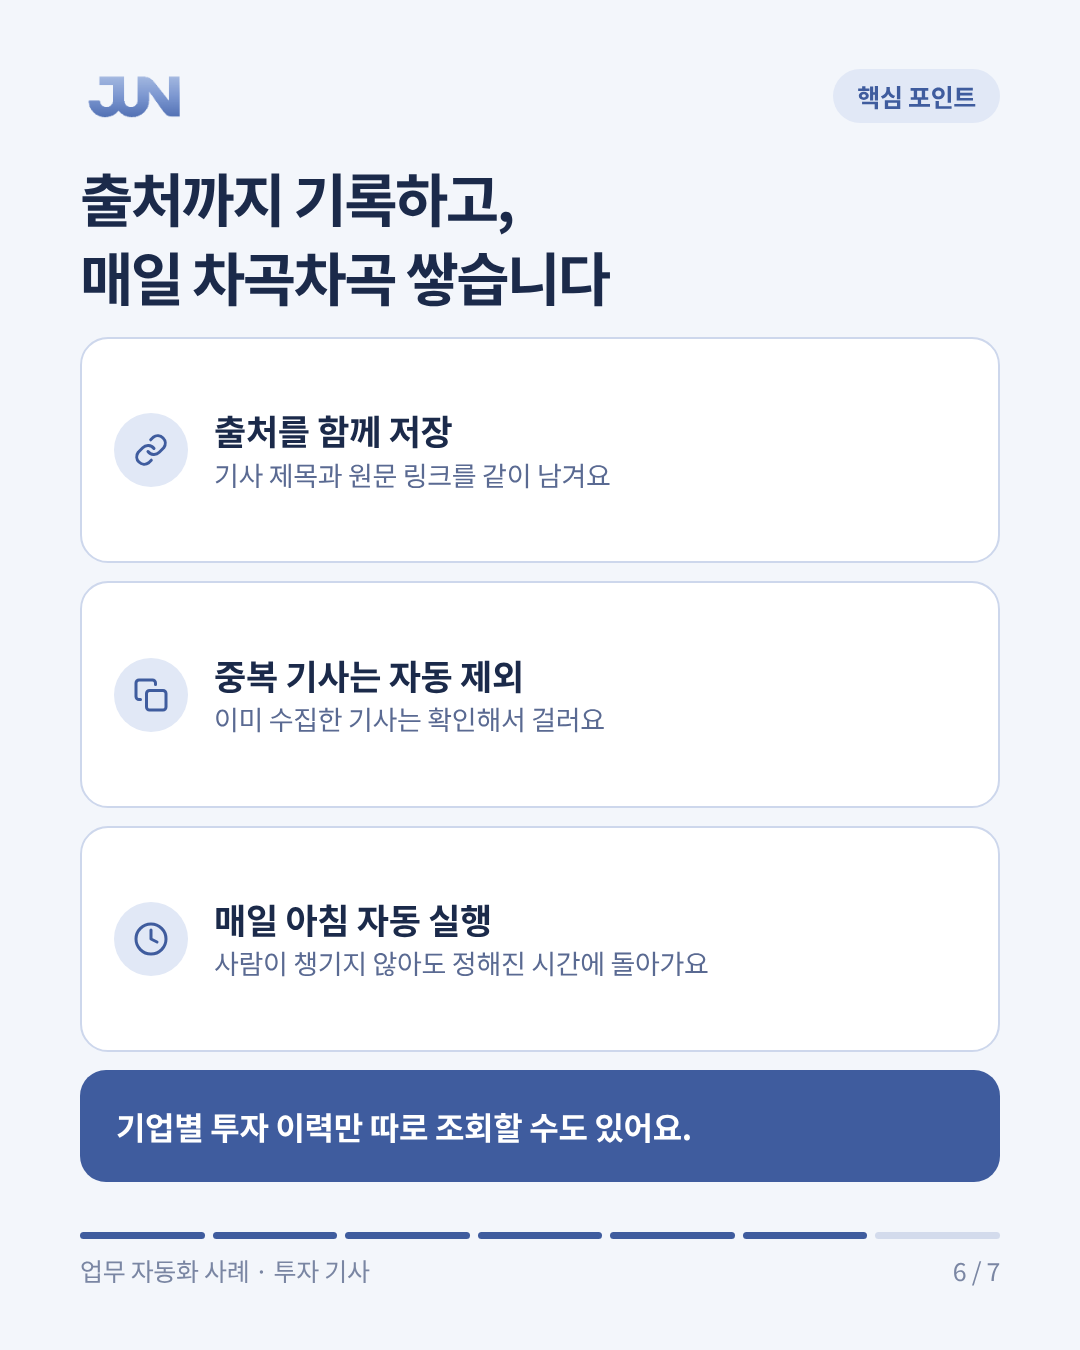 JUN
핵심 포인트
출처까지 기록하고,
매일 차곡차곡 쌓습니다
출처를 함께 저장
기사 제목과 원문 링크를 같이 남겨요
중복 기사는 자동 제외
이미 수집한 기사는 확인해서 걸러요
매일 아침 자동 실행
사람이 챙기지 않아도 정해진 시간에 돌아가요
기업별 투자 이력만 따로 조회할 수도 있어요.
업무 자동화 사례 · 투자 기사
6 / 7